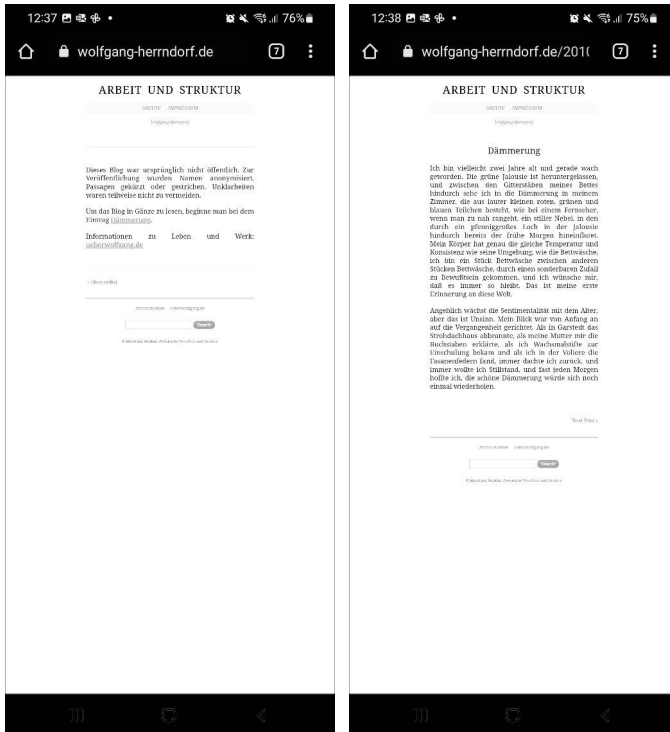 12:37
76%
wolfgang-herrndorf.de
7
ARBEIT UND STRUKTUR
ARCHIV IMPRESSUM
Wolfgang Herrndorf
Dieses Blog war ursprünglich nicht öffentlich. Zur
Veröffentlichung wurden Namen anonymisiert,
Passagen gekürzt oder gestrichen. Unklarheiten
waren teilweise nicht zu vermeiden.
Um das Blog in Gänze zu lesen, beginne man bei dem
Eintrag Dämmerung.
Informationen zu Leben und Werk:
ueberwolfgang.de
Search
12:38
75%
wolfgang-herrndorf.de/2010
7
ARBEIT UND STRUKTUR
ARCHIV IMPRESSUM
Wolfgang Herrndorf
Dämmerung
Ich bin vielleicht zwei Jahre alt und gerade wach
geworden. Die grüne Jalousie ist heruntergelassen,
und zwischen den Gitterstäben meines Bettes
hindurch sehe ich in die Dämmerung in meinem
Zimmer, die aus lauter kleinen roten, grünen und
blauen Teilchen besteht, wie bei einem Fernseher,
wenn man zu nah rangeht, ein stiller Nebel, in den
durch ein pfenniggroßes Loch in der Jalousie
hindurch bereits der frühe Morgen hineinflutet.
Mein Körper hat genau die gleiche Temperatur und
Konsistenz wie seine Umgebung, wie die Bettwäsche,
ich bin ein Stück Bettwäsche zwischen anderen
Stücken Bettwäsche, durch einen sonderbaren Zufall
zu Bewußtsein gekommen, und ich wünsche mir,
daß es immer so bleibt. Das ist meine erste
Erinnerung an diese Welt.
Angeblich wächst die Sentimentalität mit dem Alter,
aber das ist Unsinn. Mein Blick war von Anfang an
auf die Vergangenheit gerichtet. Als in Garstedt das
Strohdachhaus abbrannte, als meine Mutter mir die
Buchstaben erklärte, als ich Wachsmalstifte zur
Einschulung bekam und als ich in der Voliere die
Fasanenfedern fand, immer dachte ich zurück, und
immer wollte ich Stillstand, und fast jeden Morgen
hoffte ich, die schöne Dämmerung würde sich noch
einmal wiederholen.
Next Post »
Search